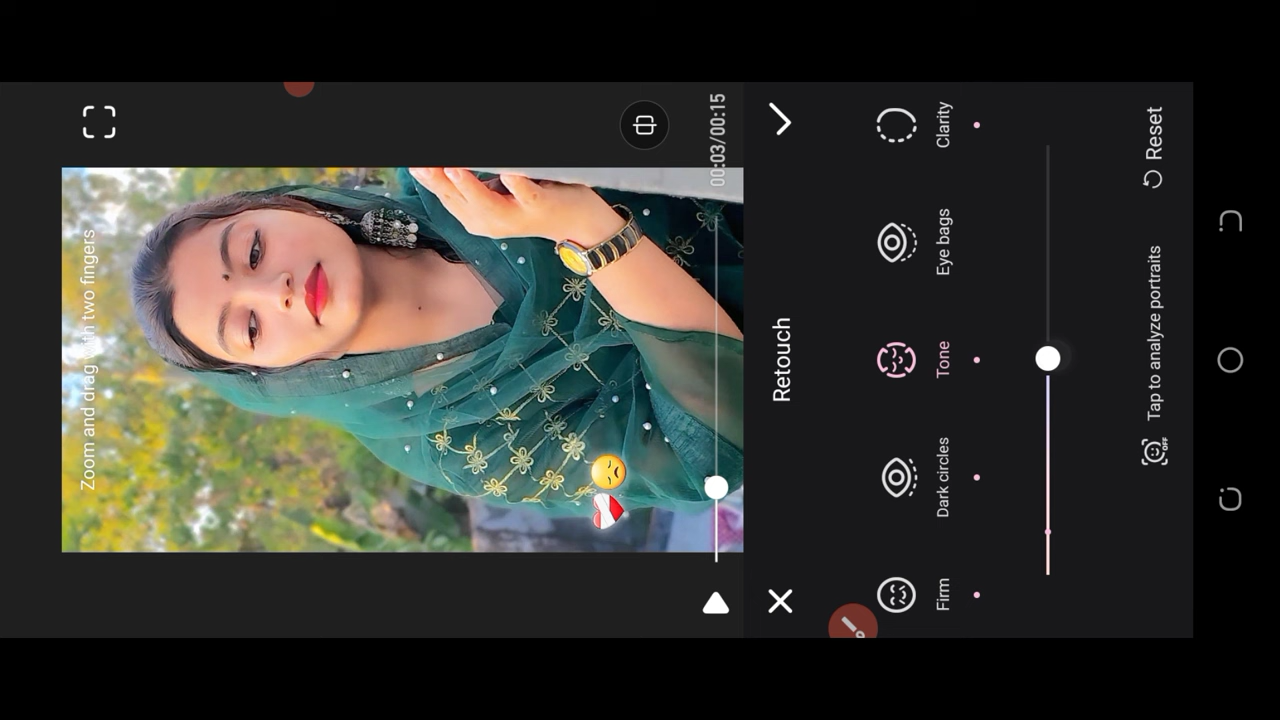 Zoom and drag with two fingers
00:03/00:15
Retouch
Firm
Dark circles
Tone
Eye bags
Clarity
OFF
Tap to analyze portraits
Reset